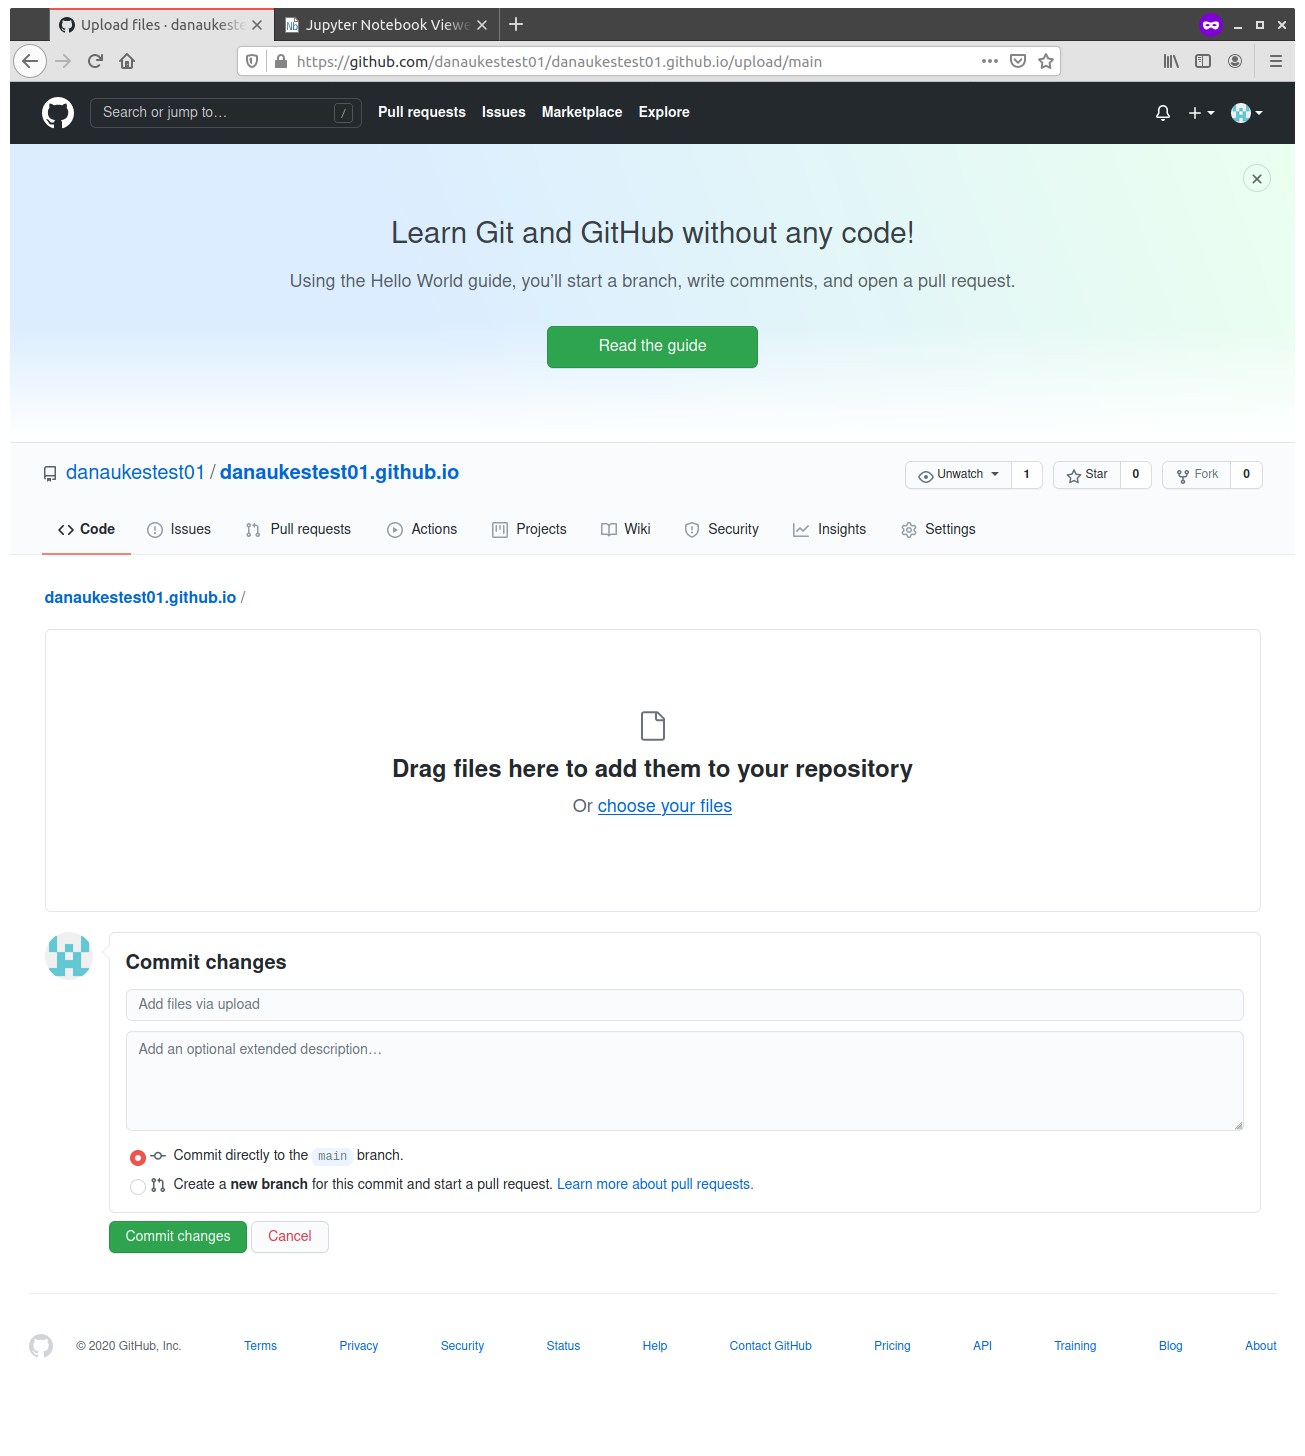 Upload files · danaukeste
Jupyter Notebook Viewe
https://github.com/danaukestest01/danaukestest01.github.io/upload/main
Search or jump to… /
Pull requests Issues Marketplace Explore
Learn Git and GitHub without any code!
Using the Hello World guide, you’ll start a branch, write comments, and open a pull request.
Read the guide
danaukestest01 / danaukestest01.github.io
Unwatch 1 Star 0 Fork 0
Code Issues Pull requests Actions Projects Wiki Security Insights Settings
danaukestest01.github.io /
Drag files here to add them to your repository
Or choose your files
Commit changes
Add files via upload
Add an optional extended description…
Commit directly to the main branch.
Create a new branch for this commit and start a pull request. Learn more about pull requests.
Commit changes Cancel
© 2020 GitHub, Inc. Terms Privacy Security Status Help Contact GitHub Pricing API Training Blog About